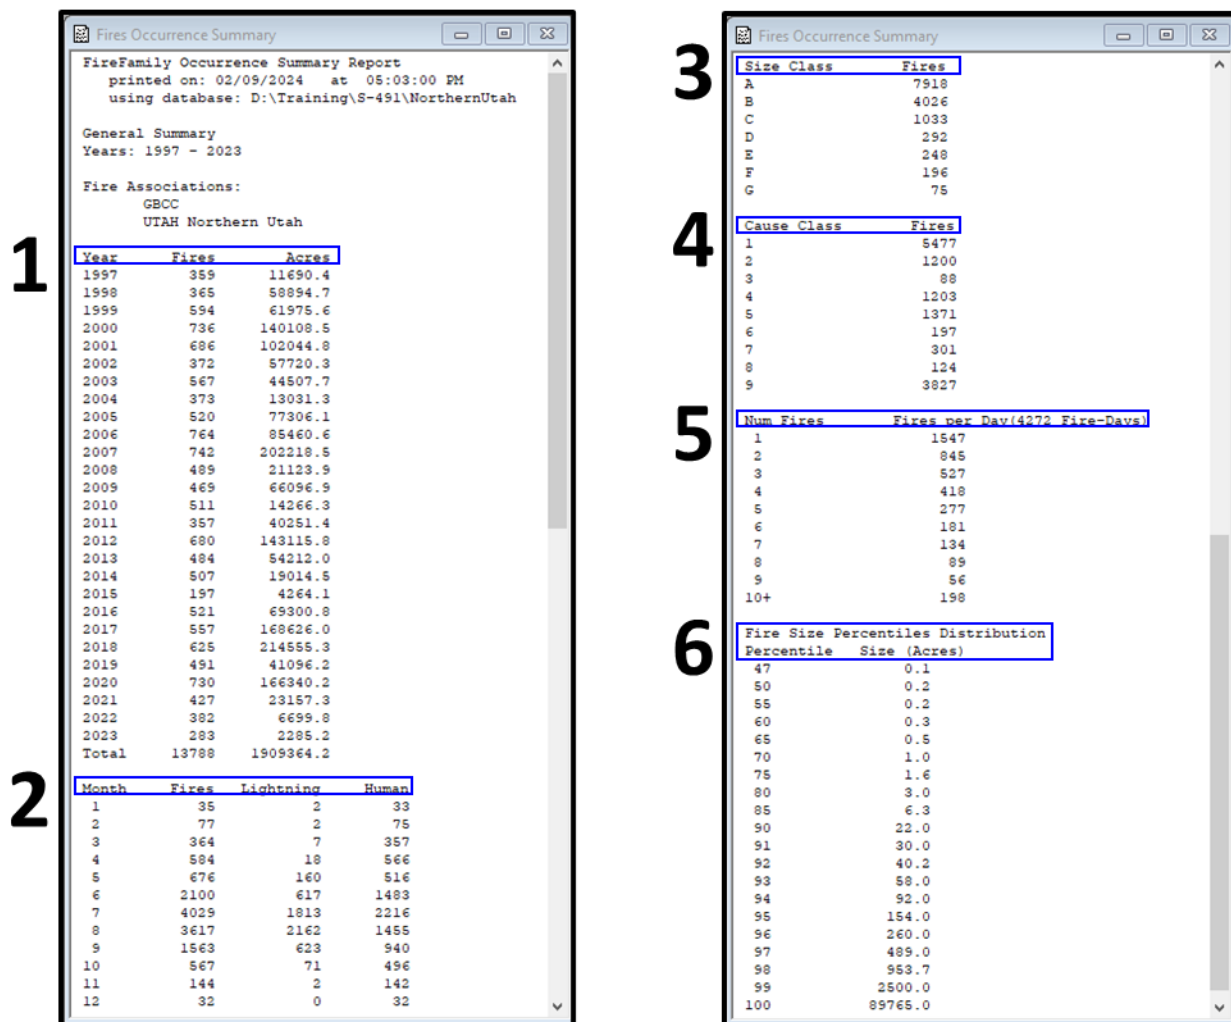 Fires Occurrence Summary
FireFamily Occurrence Summary Report
printed on: 02/09/2024 at 05:03:00 PM
using database: D:\Training\S-491\NorthernUtah
General Summary
Years: 1997 - 2023
Fire Associations:
GBCC
UTAH Northern Utah
1
Year Fires Acres
1997 359 11690.4
1998 365 58894.7
1999 594 61975.6
2000 736 140108.5
2001 686 102044.8
2002 372 57720.3
2003 567 44507.7
2004 373 13031.3
2005 520 77306.1
2006 764 85460.6
2007 742 202218.5
2008 489 21123.9
2009 469 66096.9
2010 511 14266.3
2011 357 40251.4
2012 680 143115.8
2013 484 54212.0
2014 507 19014.5
2015 197 4264.1
2016 521 69300.8
2017 557 168626.0
2018 625 214555.3
2019 491 41096.2
2020 730 166340.2
2021 427 23157.3
2022 382 6699.8
2023 283 2285.2
Total 13788 1909364.2
2
Month Fires Lightning Human
1 35 2 33
2 77 2 75
3 364 7 357
4 584 18 566
5 676 160 516
6 2100 617 1483
7 4029 1813 2216
8 3617 2162 1455
9 1563 623 940
10 567 71 496
11 144 2 142
12 32 0 32
Fires Occurrence Summary
3
Size Class Fires
A 7918
B 4026
C 1033
D 292
E 248
F 196
G 75
4
Cause Class Fires
1 5477
2 1200
3 88
4 1203
5 1371
6 197
7 301
8 124
9 3827
5
Num Fires Fires per Day(4272 Fire-Days)
1 1547
2 845
3 527
4 418
5 277
6 181
7 134
8 89
9 56
10+ 198
6
Fire Size Percentiles Distribution
Percentile Size (Acres)
47 0.1
50 0.2
55 0.2
60 0.3
65 0.5
70 1.0
75 1.6
80 3.0
85 6.3
90 22.0
91 30.0
92 40.2
93 58.0
94 92.0
95 154.0
96 260.0
97 489.0
98 953.7
99 2500.0
100 89765.0